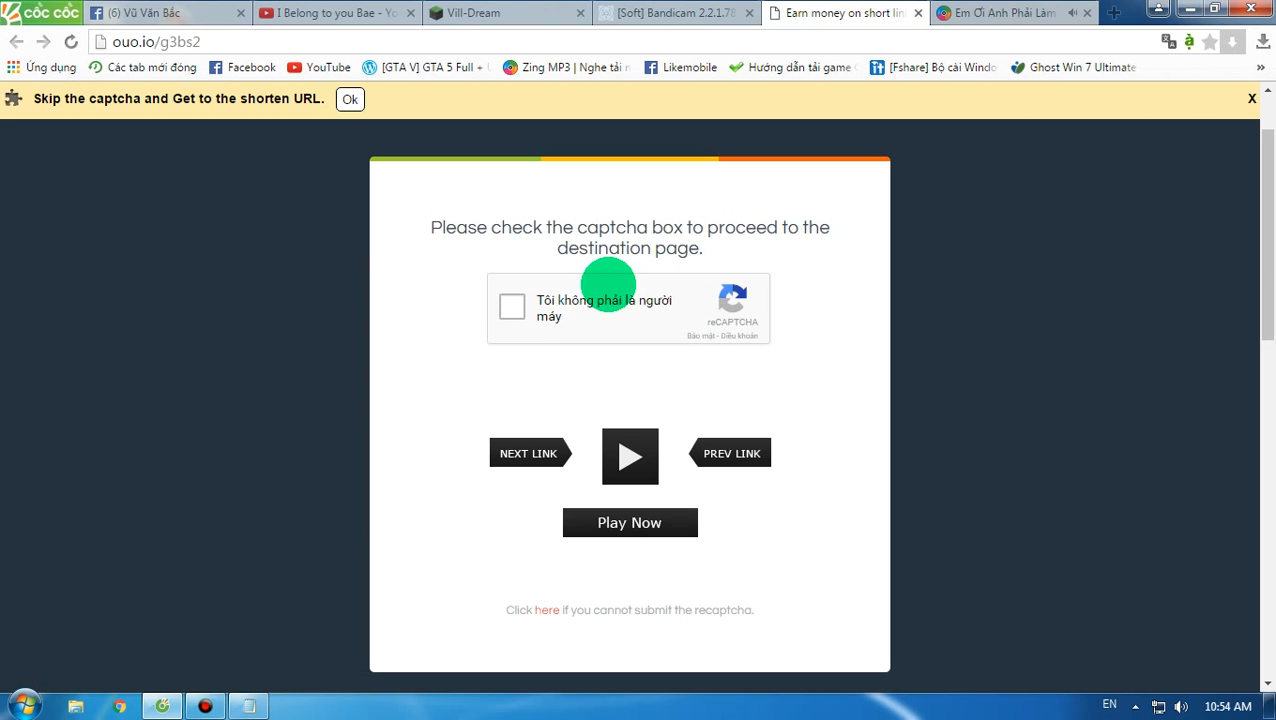 CỐC CỐC
(6) Vũ Văn Bắc
I Belong to you Bae - Yo
Vill-Dream
[Soft] Bandicam 2.2.1.78
Earn money on short lin
Em Ơi Anh Phải Làm
ouo.io/g3bs2
Ứng dụng
Các tab mới đóng
Facebook
YouTube
[GTA V] GTA 5 Full +
Zing MP3 | Nghe tải n
Likemobile
Hướng dẫn tải game
[Fshare] Bộ cài Windo
Ghost Win 7 Ultimate
»
Skip the captcha and Get to the shorten URL.
Ok
X
Please check the captcha box to proceed to the
destination page.
Tôi không phải là người
máy
reCAPTCHA
Bảo mật - Điều khoản
NEXT LINK
PREV LINK
Play Now
Click here if you cannot submit the recaptcha.
EN
10:54 AM